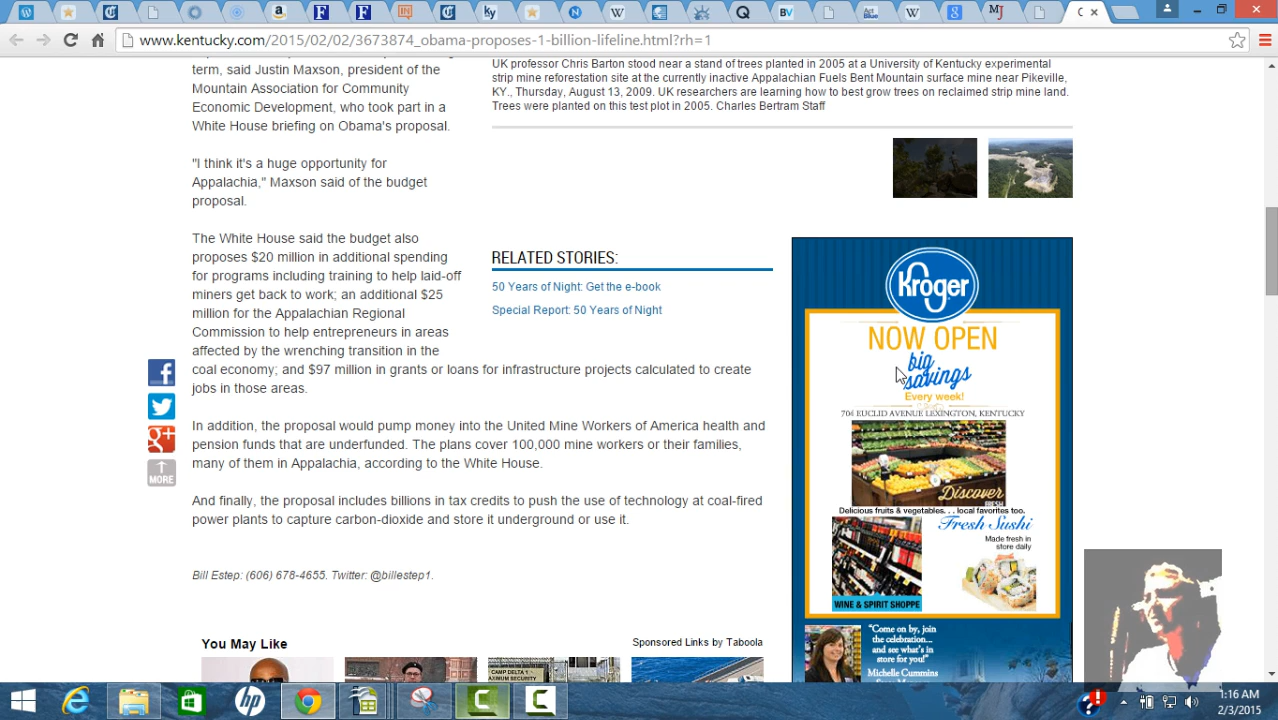 www.kentucky.com/2015/02/02/3673874_obama-proposes-1-billion-lifeline.html?rh=1
term, said Justin Maxson, president of the
Mountain Association for Community
Economic Development, who took part in a
White House briefing on Obama's proposal.
"I think it's a huge opportunity for
Appalachia," Maxson said of the budget
proposal.
The White House said the budget also
proposes $20 million in additional spending
for programs including training to help laid-off
miners get back to work; an additional $25
million for the Appalachian Regional
Commission to help entrepreneurs in areas
affected by the wrenching transition in the
coal economy; and $97 million in grants or loans for infrastructure projects calculated to create
jobs in those areas.
In addition, the proposal would pump money into the United Mine Workers of America health and
pension funds that are underfunded. The plans cover 100,000 mine workers or their families,
many of them in Appalachia, according to the White House.
And finally, the proposal includes billions in tax credits to push the use of technology at coal-fired
power plants to capture carbon-dioxide and store it underground or use it.
Bill Estep: (606) 678-4655. Twitter: @billestep1.
You May Like
Sponsored Links by Taboola
CAMP DELTA 1
MAXIMUM SECURITY
MORE
UK professor Chris Barton stood near a stand of trees planted in 2005 at a University of Kentucky experimental
strip mine reforestation site at the currently inactive Appalachian Fuels Bent Mountain surface mine near Pikeville,
KY., Thursday, August 13, 2009. UK researchers are learning how to best grow trees on reclaimed strip mine land.
Trees were planted on this test plot in 2005. Charles Bertram Staff
RELATED STORIES:
50 Years of Night: Get the e-book
Special Report: 50 Years of Night
Kroger
NOW OPEN
big
savings
Every week!
704 EUCLID AVENUE LEXINGTON, KENTUCKY
Discover
FRESH
Delicious fruits & vegetables. . . local favorites too.
Fresh Sushi
Made fresh in
store daily
WINE & SPIRIT SHOPPE
"Come on by, join
the celebration...
and see what's in
store for you!"
Michelle Cummins
1:16 AM
2/3/2015